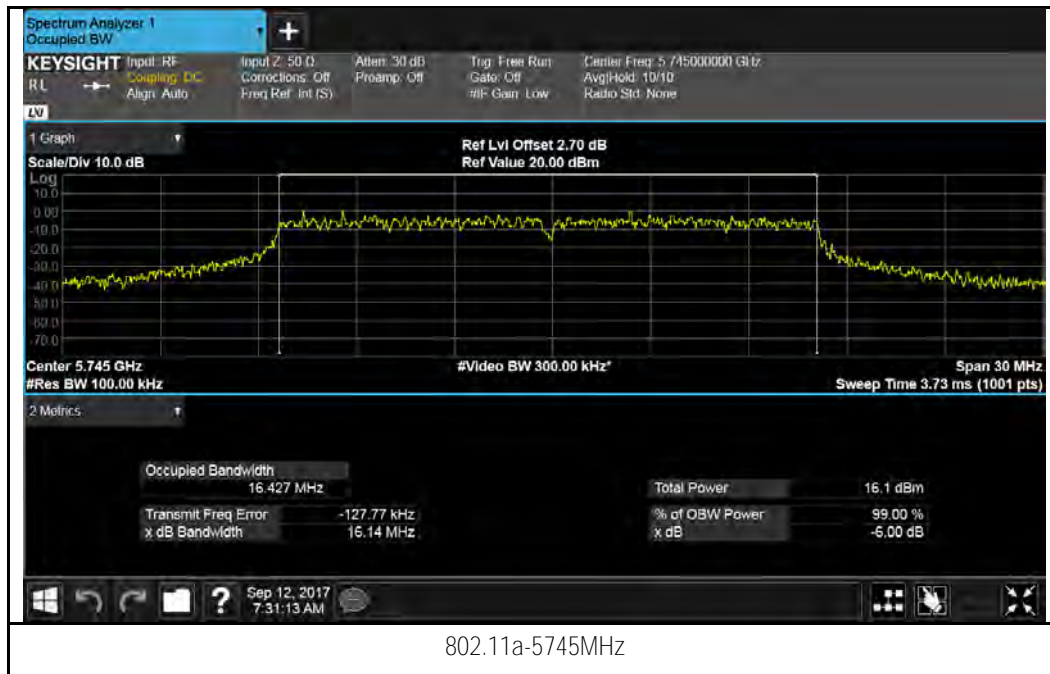 Spectrum Analyzer 1
Occupied BW
+
KEYSIGHT Input: RF Input Z: 50 Ω Atten: 30 dB Trig: Free Run Center Freq: 5.745000000 GHz
RL Coupling: DC Corrections: Off Preamp: Off Gate: Off Avg|Hold: 10/10
Align: Auto Freq Ref: Int (S) #IF Gain: Low Radio Std: None
LXI
1 Graph
Ref Lvl Offset 2.70 dB
Scale/Div 10.0 dB Ref Value 20.00 dBm
Log
10.0
0.00
-10.0
-20.0
-30.0
-40.0
-50.0
-60.0
-70.0
Center 5.745 GHz #Video BW 300.00 kHz* Span 30 MHz
#Res BW 100.00 kHz Sweep Time 3.73 ms (1001 pts)
2 Metrics
Occupied Bandwidth
16.427 MHz Total Power 16.1 dBm
Transmit Freq Error -127.77 kHz % of OBW Power 99.00 %
x dB Bandwidth 16.14 MHz x dB -6.00 dB
? Sep 12, 2017
7:31:13 AM
802.11a-5745MHz